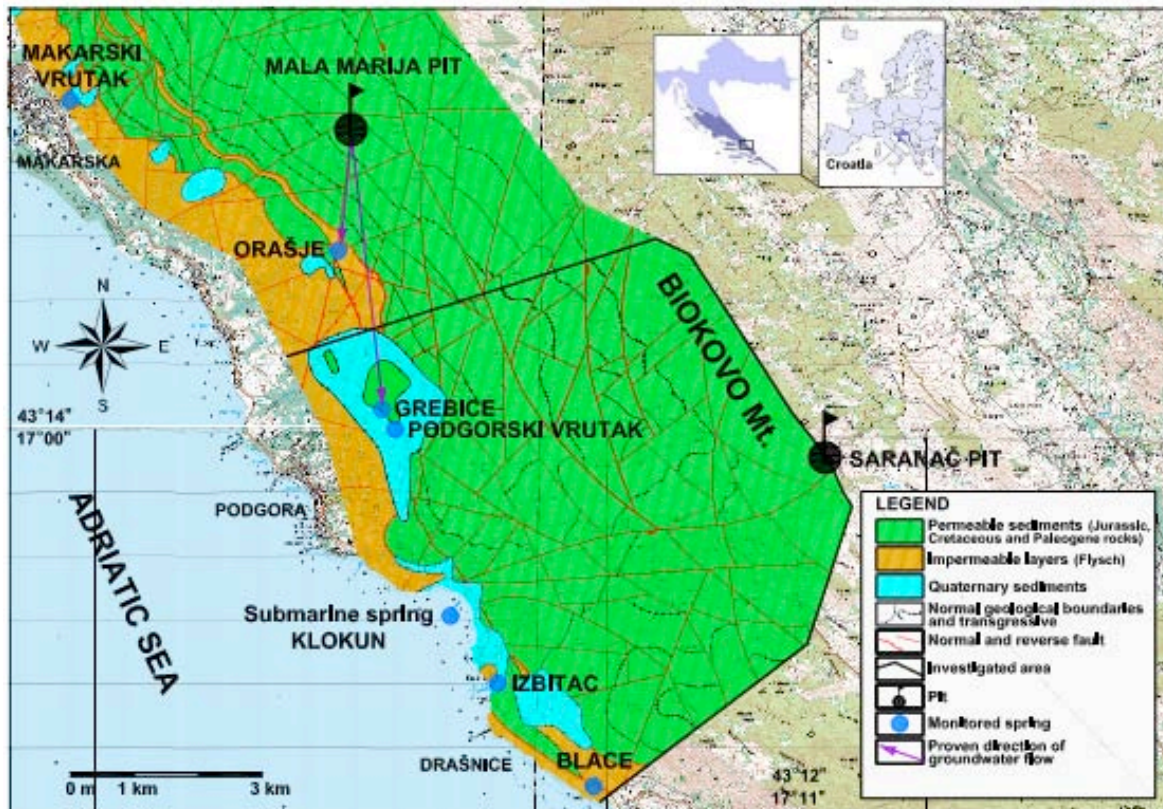 MAKARSKI
VRUTAK
MALA MARIJA PIT
MAKARSKA
Croatia
ORAŠJE
BIOKOVO Mt.
N
W E
S
GREBICE-
PODGORSKI VRUTAK
43°14"
17°00"
SARANAČ PIT
PODGORA
ADRIATIC SEA
Submarine spring
KLOKUN
IZBITAC
DRAŠNICE
BLACE
43°12"
17°11"
0 m 1 km 3 km
LEGEND
Permeable sediments (Jurassic,
Cretaceous and Paleogene rocks)
Impermeable layers (Flysch)
Quaternary sediments
Normal geological boundaries
and transgressive
Normal and reverse fault
Investigated area
Pit
Monitored spring
Proven direction of
groundwater flow